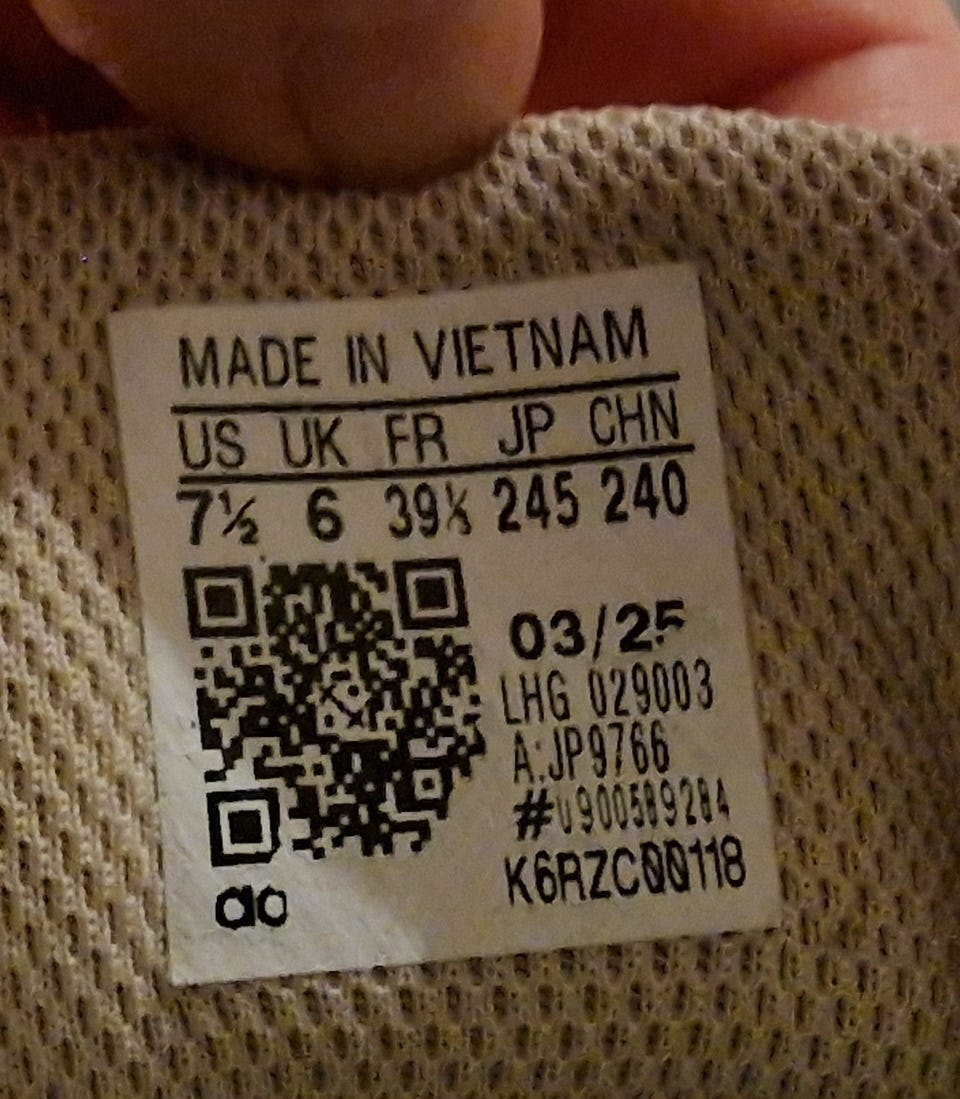 MADE IN VIETNAM
US UK FR JP CHN
7½ 6 39⅓ 245 240
03/25
LHG 029003
A:JP9766
#U900589284
K6RZC00118
ao